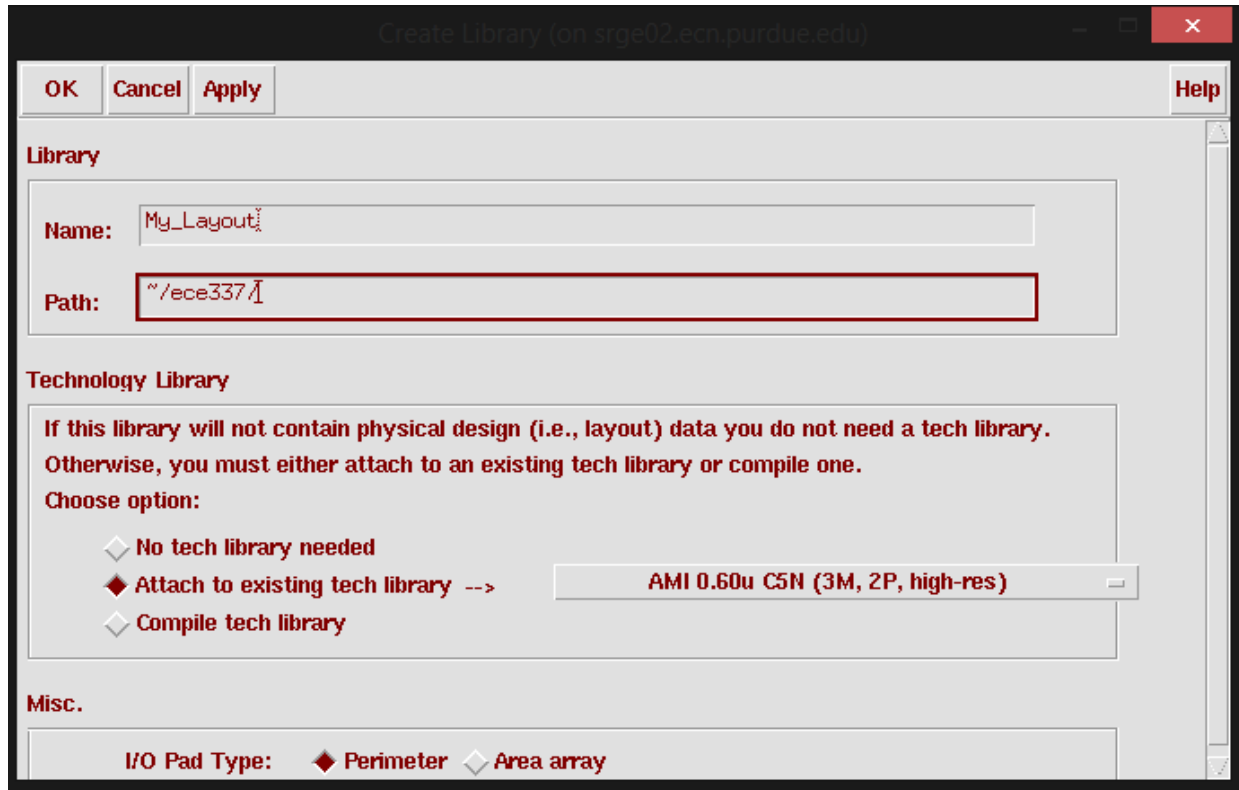 Create Library (on srge02.ecn.purdue.edu)
OK Cancel Apply Help
Library
Name: My_Layout
Path: ~/ece337/
Technology Library
If this library will not contain physical design (i.e., layout) data you do not need a tech library.
Otherwise, you must either attach to an existing tech library or compile one.
Choose option:
No tech library needed
Attach to existing tech library --> AMI 0.60u C5N (3M, 2P, high-res)
Compile tech library
Misc.
I/O Pad Type: Perimeter Area array